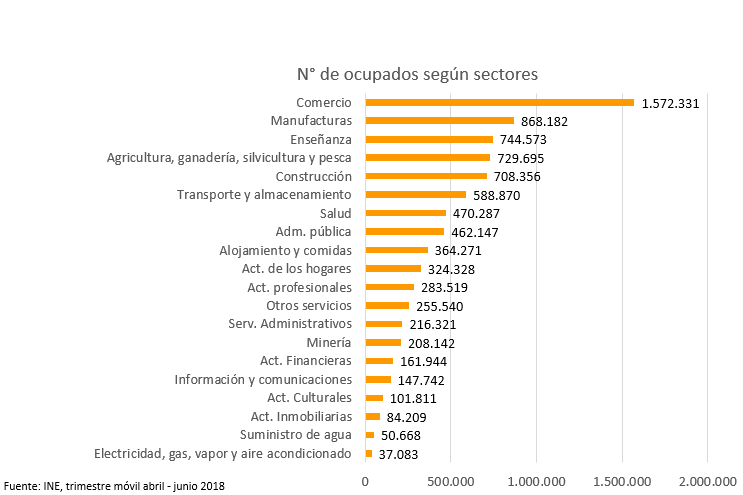 N° de ocupados según sectores
Comercio 1.572.331
Manufacturas 868.182
Enseñanza 744.573
Agricultura, ganadería, silvicultura y pesca 729.695
Construcción 708.356
Transporte y almacenamiento 588.870
Salud 470.287
Adm. pública 462.147
Alojamiento y comidas 364.271
Act. de los hogares 324.328
Act. profesionales 283.519
Otros servicios 255.540
Serv. Administrativos 216.321
Minería 208.142
Act. Financieras 161.944
Información y comunicaciones 147.742
Act. Culturales 101.811
Act. Inmobiliarias 84.209
Suministro de agua 50.668
Electricidad, gas, vapor y aire acondicionado 37.083
0 500.000 1.000.000 1.500.000 2.000.000
Fuente: INE, trimestre móvil abril - junio 2018